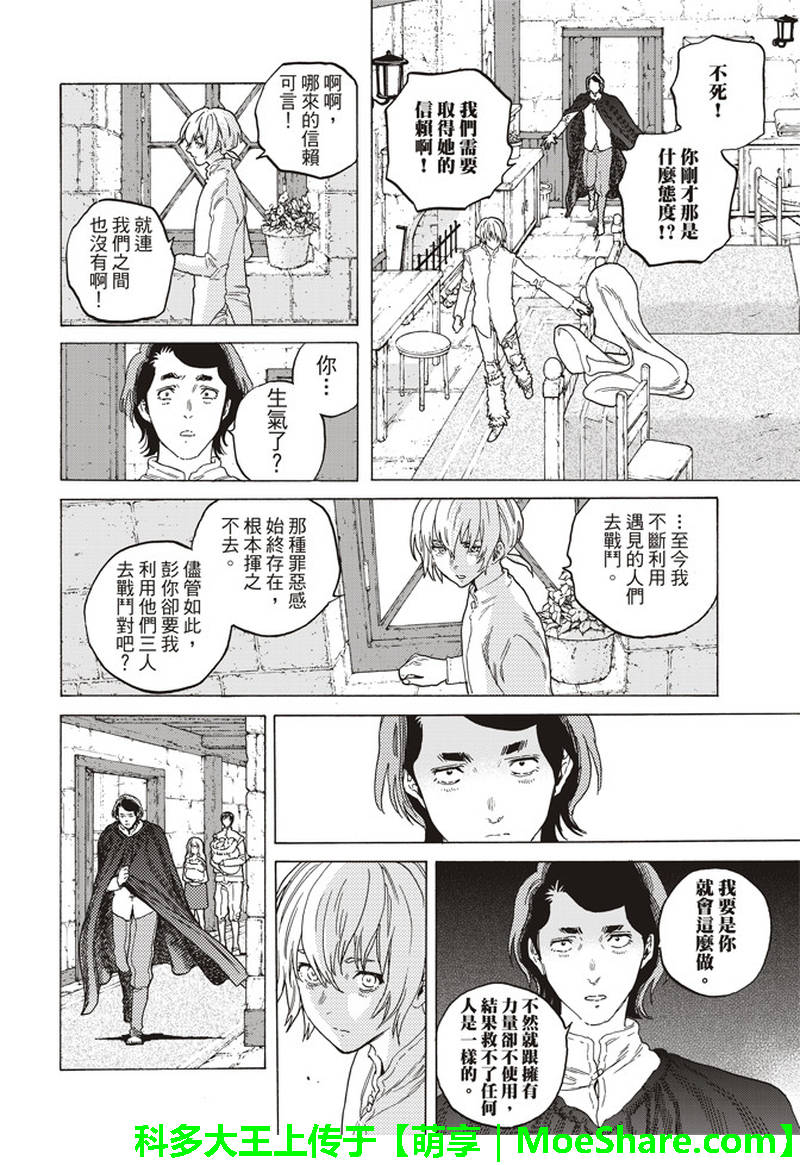 不死！
你剛才那是
什麼態度！？
我們需要
取得她的
信賴啊！
啊啊，
哪來的信賴
可言！
就連
我們之間
也沒有啊！
你…
生氣了？
…至今我
不斷利用
遇見的人們
去戰鬥。
那種罪惡感
始終存在，
根本揮之
不去。
儘管如此，
彭你卻要我
利用他們三人
去戰鬥對吧？
我要是你
就會這麼做。
不然就跟擁有
力量卻不使用，
結果救不了任何
人是一樣的。
科多大王上传于【萌享｜MoeShare.com】